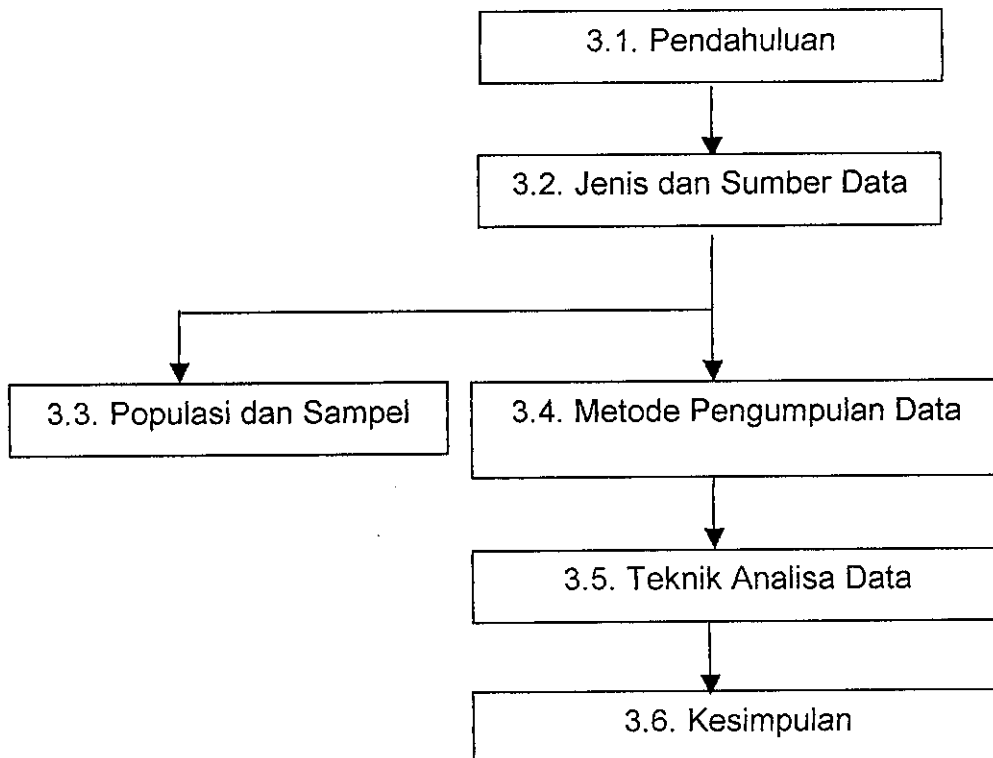 3.1. Pendahuluan
3.2. Jenis dan Sumber Data
3.3. Populasi dan Sampel
3.4. Metode Pengumpulan Data
3.5. Teknik Analisa Data
3.6. Kesimpulan